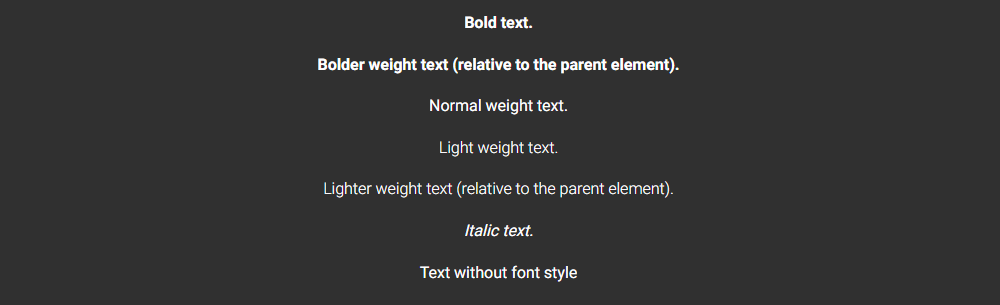 Bold text.
Bolder weight text (relative to the parent element).
Normal weight text.
Light weight text.
Lighter weight text (relative to the parent element).
Italic text.
Text without font style